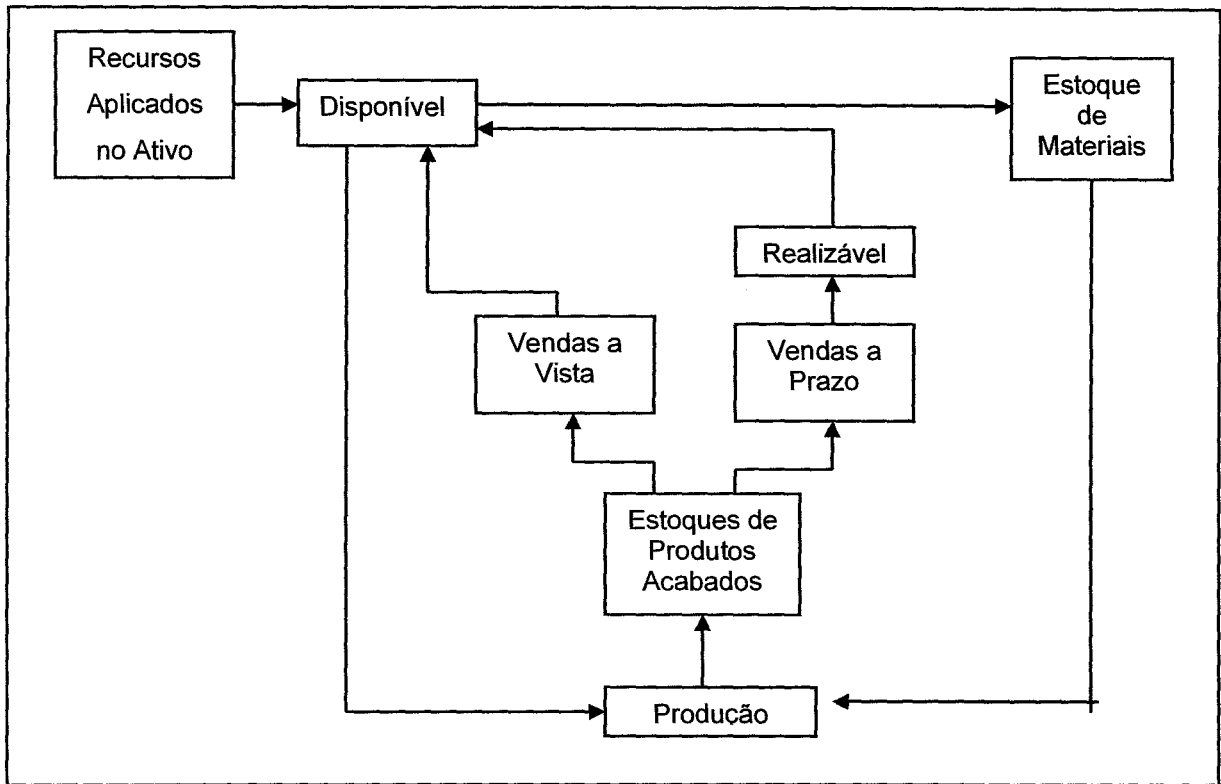 Recursos
Aplicados
no Ativo
Disponível
Estoque
de
Materiais
Realizável
Vendas a
Vista
Vendas a
Prazo
Estoques de
Produtos
Acabados
Produção